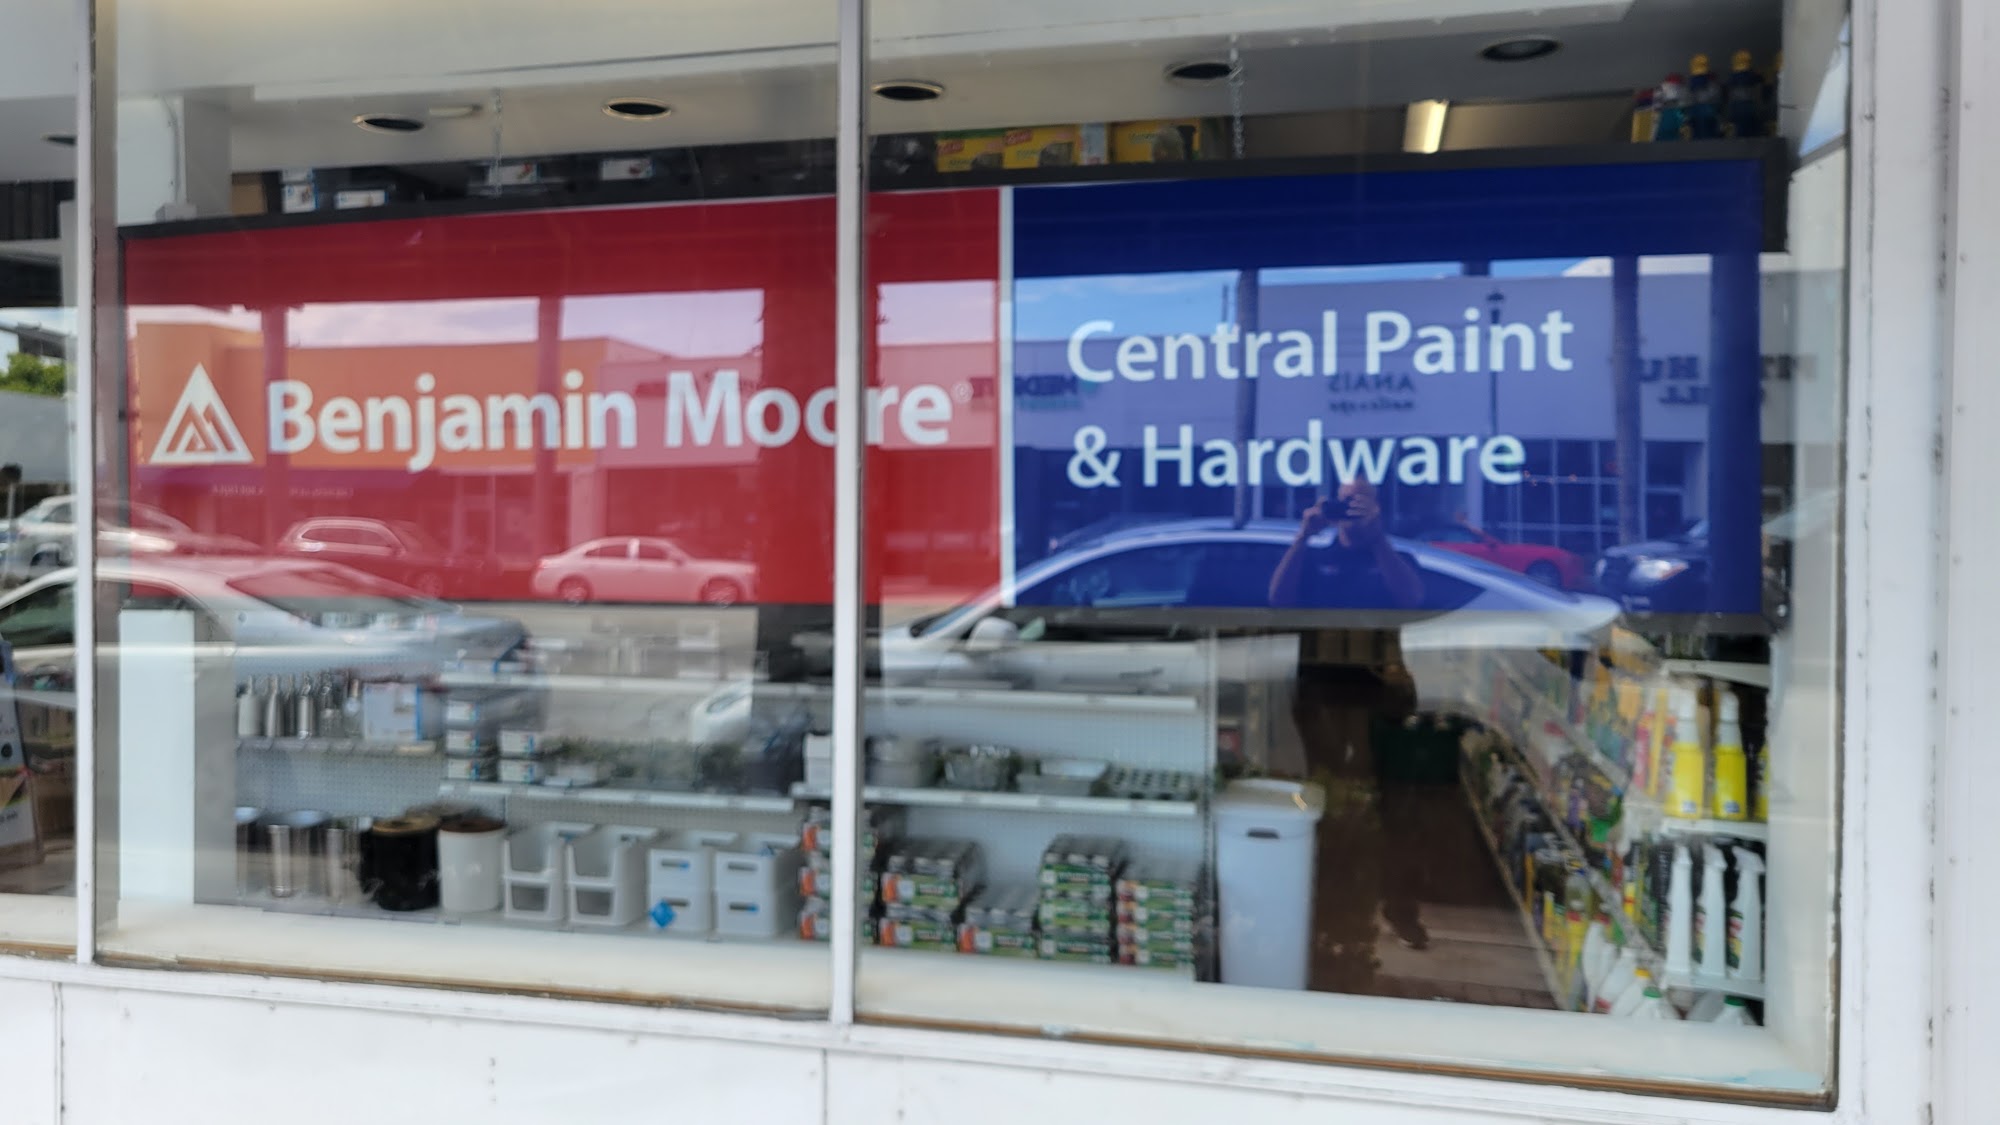 Benjamin Moore®
Central Paint
& Hardware